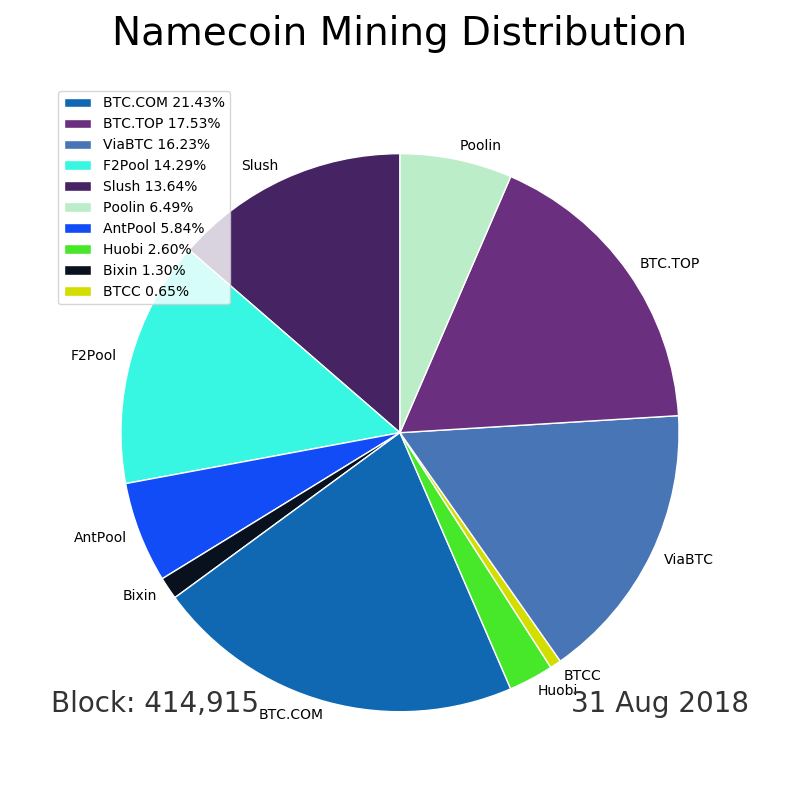 Namecoin Mining Distribution
BTC.COM 21.43%
BTC.TOP 17.53%
ViaBTC 16.23%
F2Pool 14.29%
Slush 13.64%
Poolin 6.49%
AntPool 5.84%
Huobi 2.60%
Bixin 1.30%
BTCC 0.65%
Poolin
Slush
BTC.TOP
F2Pool
AntPool
ViaBTC
Bixin
BTCC
Huobi
BTC.COM
Block: 414,915
31 Aug 2018